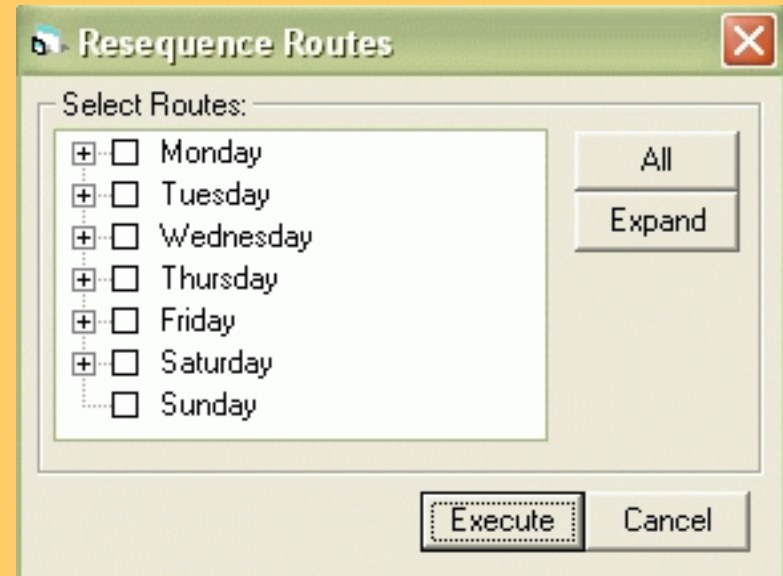 Resequence Routes
Select Routes:
Monday
Tuesday
Wednesday
Thursday
Friday
Saturday
Sunday
All
Expand
Execute
Cancel